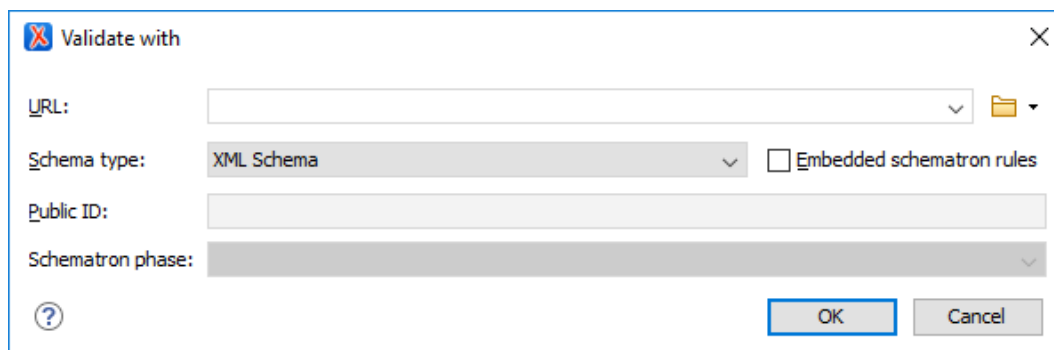 Validate with
URL:
Schema type: XML Schema Embedded schematron rules
Public ID:
Schematron phase:
? OK Cancel